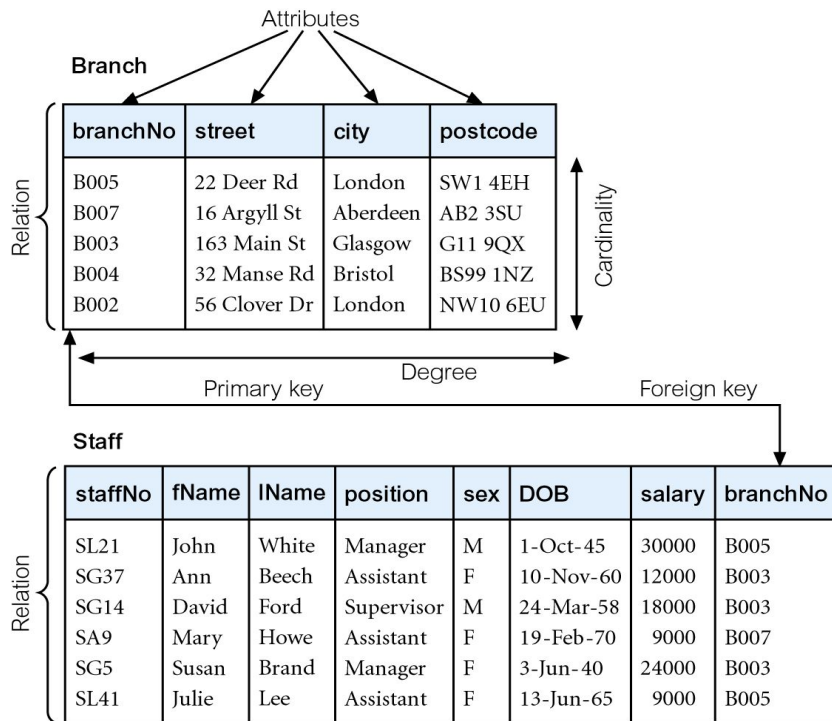 Attributes
Branch
branchNo street city postcode
B005 22 Deer Rd London SW1 4EH
B007 16 Argyll St Aberdeen AB2 3SU
B003 163 Main St Glasgow G11 9QX
B004 32 Manse Rd Bristol BS99 1NZ
B002 56 Clover Dr London NW10 6EU
Relation
Cardinality
Degree
Primary key Foreign key
Staff
staffNo fName lName position sex DOB salary branchNo
SL21 John White Manager M 1-Oct-45 30000 B005
SG37 Ann Beech Assistant F 10-Nov-60 12000 B003
SG14 David Ford Supervisor M 24-Mar-58 18000 B003
SA9 Mary Howe Assistant F 19-Feb-70 9000 B007
SG5 Susan Brand Manager F 3-Jun-40 24000 B003
SL41 Julie Lee Assistant F 13-Jun-65 9000 B005
Relation